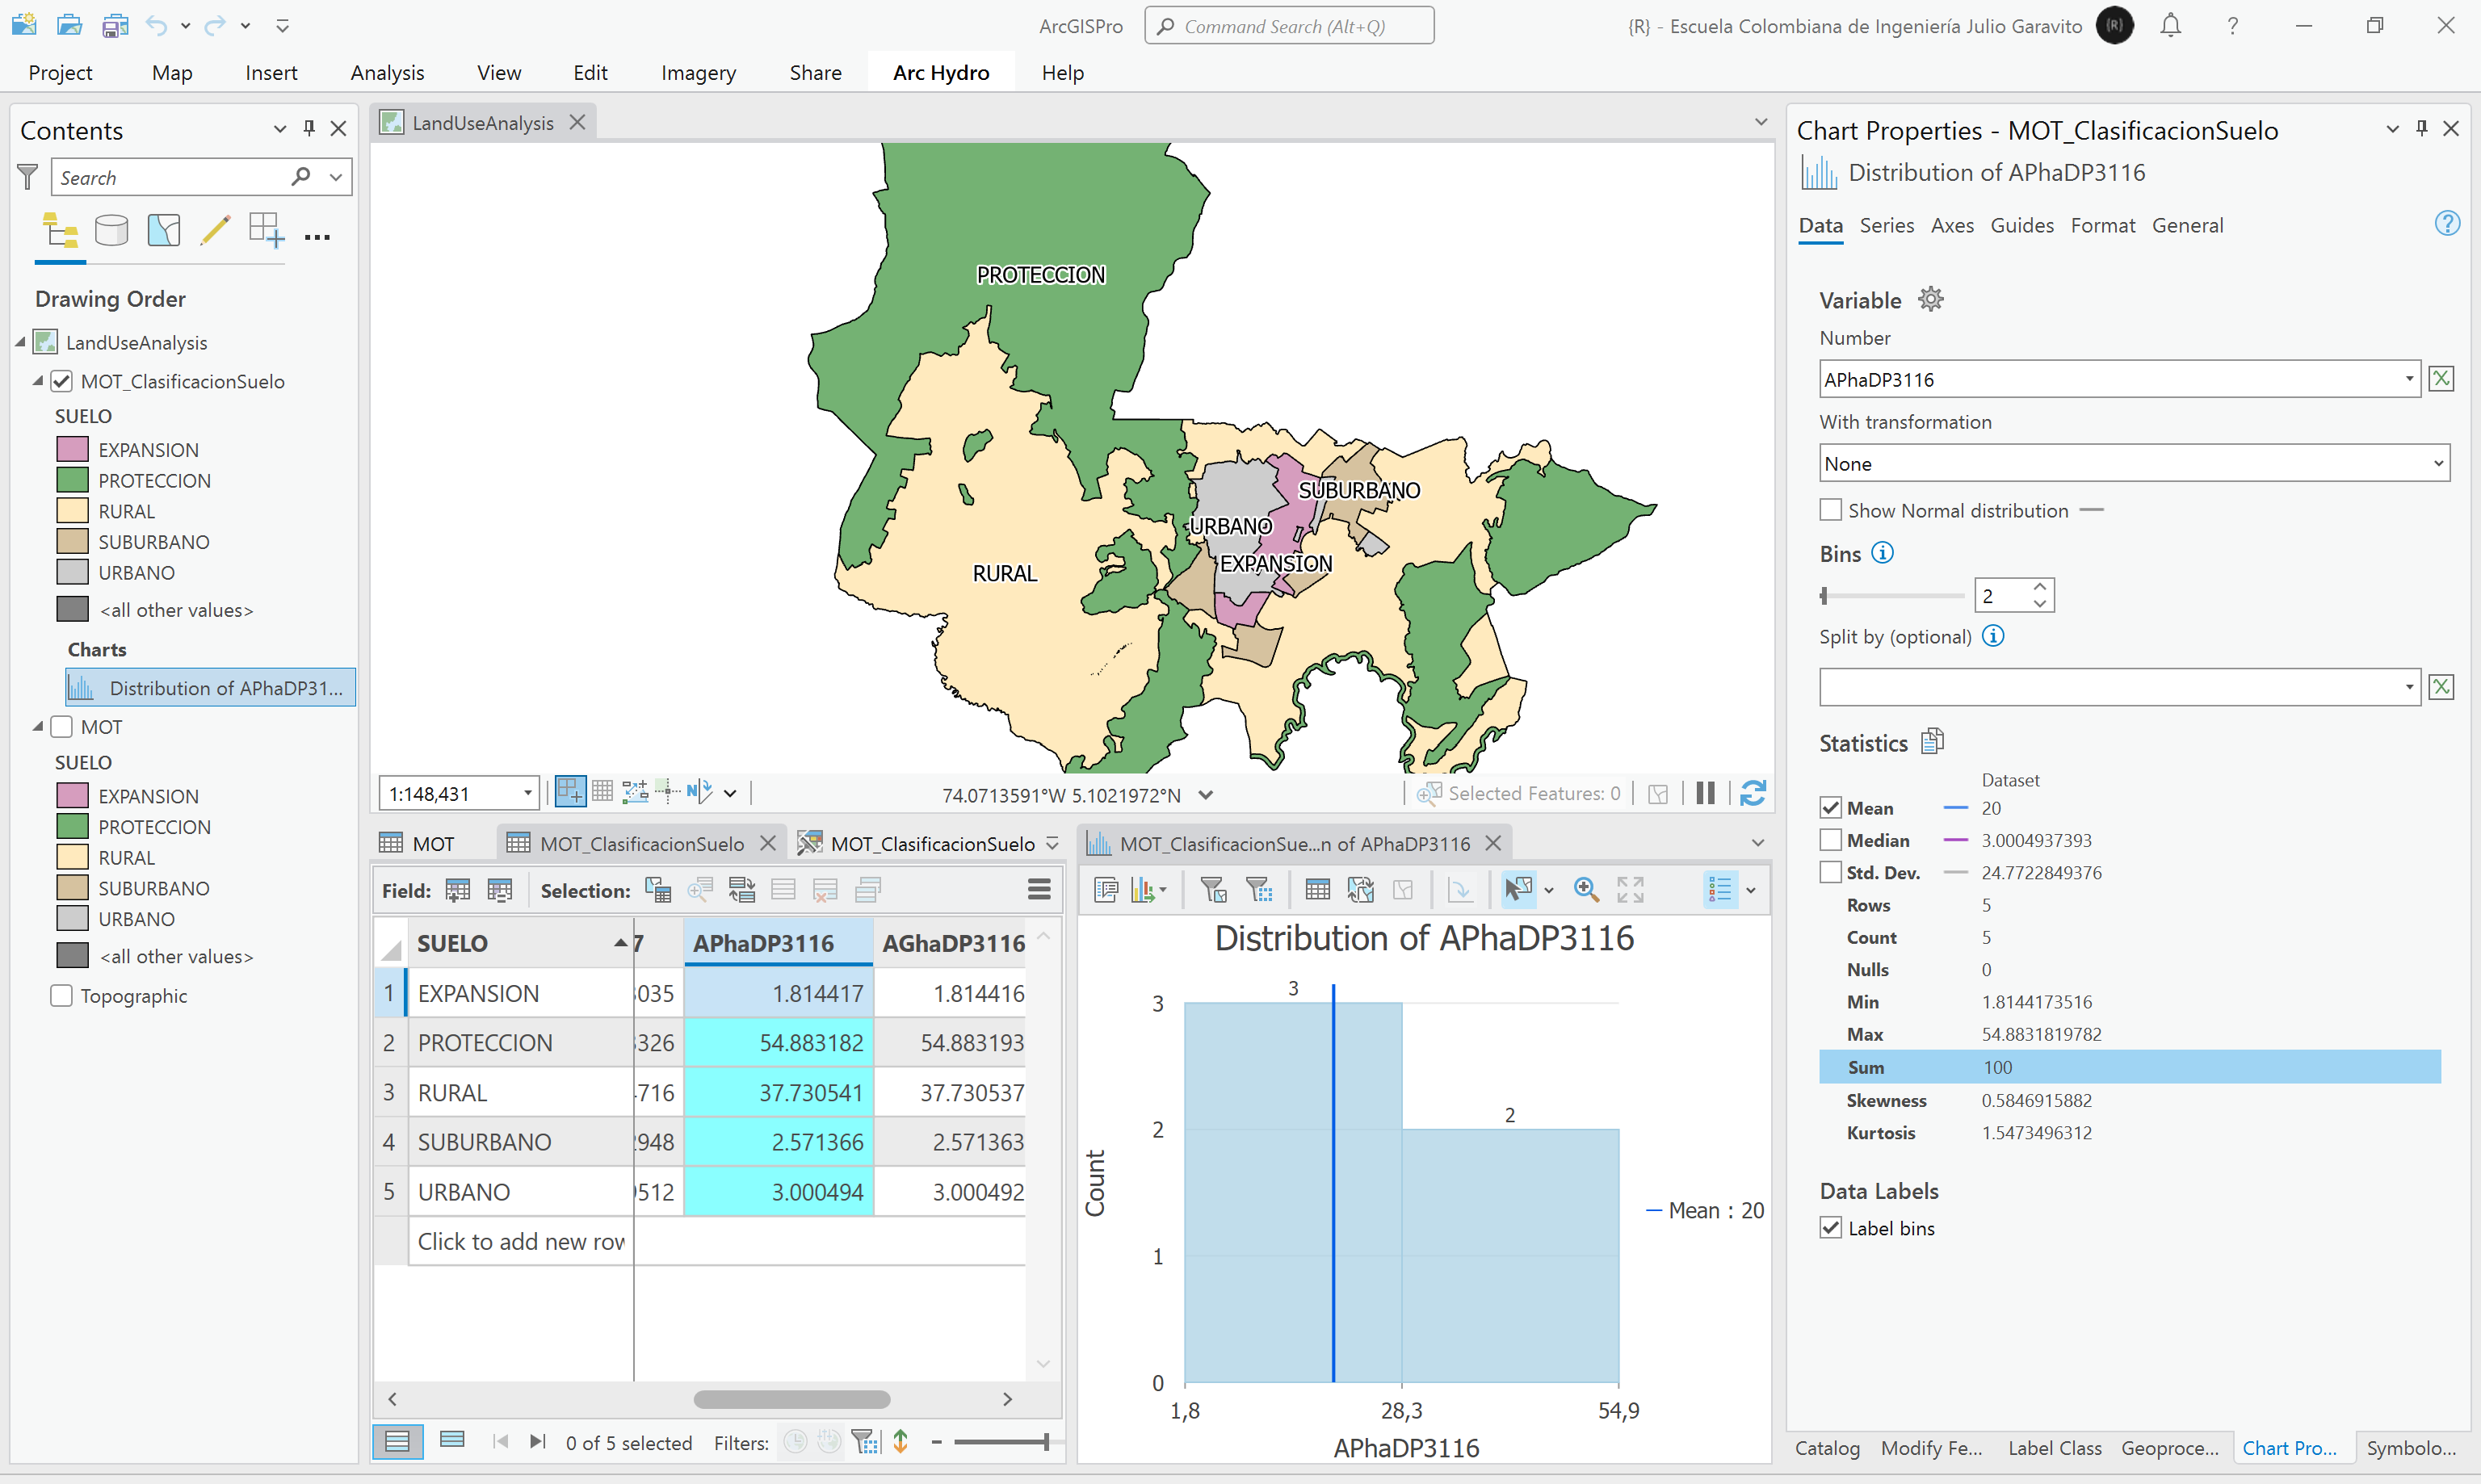 ArcGISPro
Command Search (Alt+Q)
{R} - Escuela Colombiana de Ingeniería Julio Garavito
{R}
?
Project
Map
Insert
Analysis
View
Edit
Imagery
Share
Arc Hydro
Help
Contents
Search
Drawing Order
LandUseAnalysis
MOT_ClasificacionSuelo
SUELO
EXPANSION
PROTECCION
RURAL
SUBURBANO
URBANO
<all other values>
Charts
Distribution of APhaDP31...
MOT
SUELO
EXPANSION
PROTECCION
RURAL
SUBURBANO
URBANO
<all other values>
Topographic
LandUseAnalysis
PROTECCION
SUBURBANO
URBANO
EXPANSION
RURAL
1:148,431
N
74.0713591°W 5.1021972°N
Selected Features: 0
MOT
MOT_ClasificacionSuelo
MOT_ClasificacionSuelo
Field:
Selection:
SUELO 7 APhaDP3116 AGhaDP3116
1 EXPANSION 035 1.814417 1.814416
2 PROTECCION 326 54.883182 54.883193
3 RURAL 716 37.730541 37.730537
4 SUBURBANO 948 2.571366 2.571363
5 URBANO 512 3.000494 3.000492
Click to add new row
0 of 5 selected
Filters:
MOT_ClasificacionSue...n of APhaDP3116
Distribution of APhaDP3116
3
2
3
2
1
0
Count
1,8
28,3
54,9
APhaDP3116
Mean : 20
Chart Properties - MOT_ClasificacionSuelo
Distribution of APhaDP3116
Data
Series
Axes
Guides
Format
General
?
Variable
Number
APhaDP3116
With transformation
None
Show Normal distribution
Bins
2
Split by (optional)
Statistics
Dataset
Mean 20
Median 3.0004937393
Std. Dev. 24.7722849376
Rows 5
Count 5
Nulls 0
Min 1.8144173516
Max 54.8831819782
Sum 100
Skewness 0.5846915882
Kurtosis 1.5473496312
Data Labels
Label bins
Catalog
Modify Fe...
Label Class
Geoproce...
Chart Pro...
Symbolo...